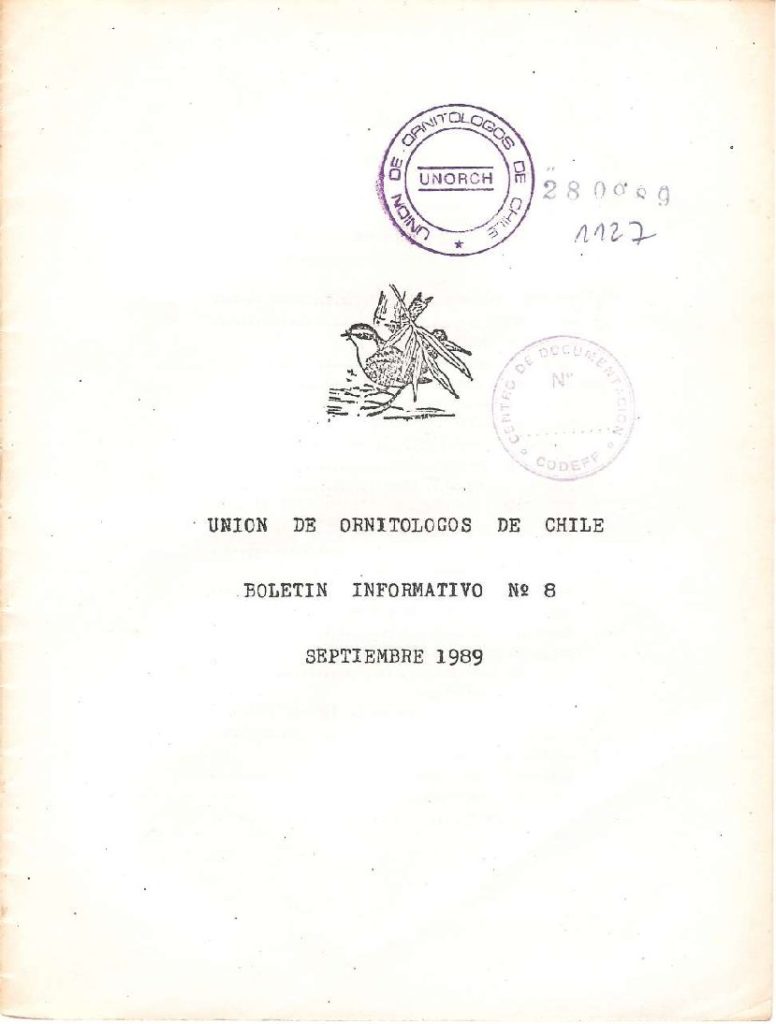 UNION DE ORNITOLOGOS DE CHILE
UNORCH
1127
CENTRO DE DOCUMENTACION
Nº
CODEFF
UNION DE ORNITOLOGOS DE CHILE
BOLETIN INFORMATIVO Nº 8
SEPTIEMBRE 1989